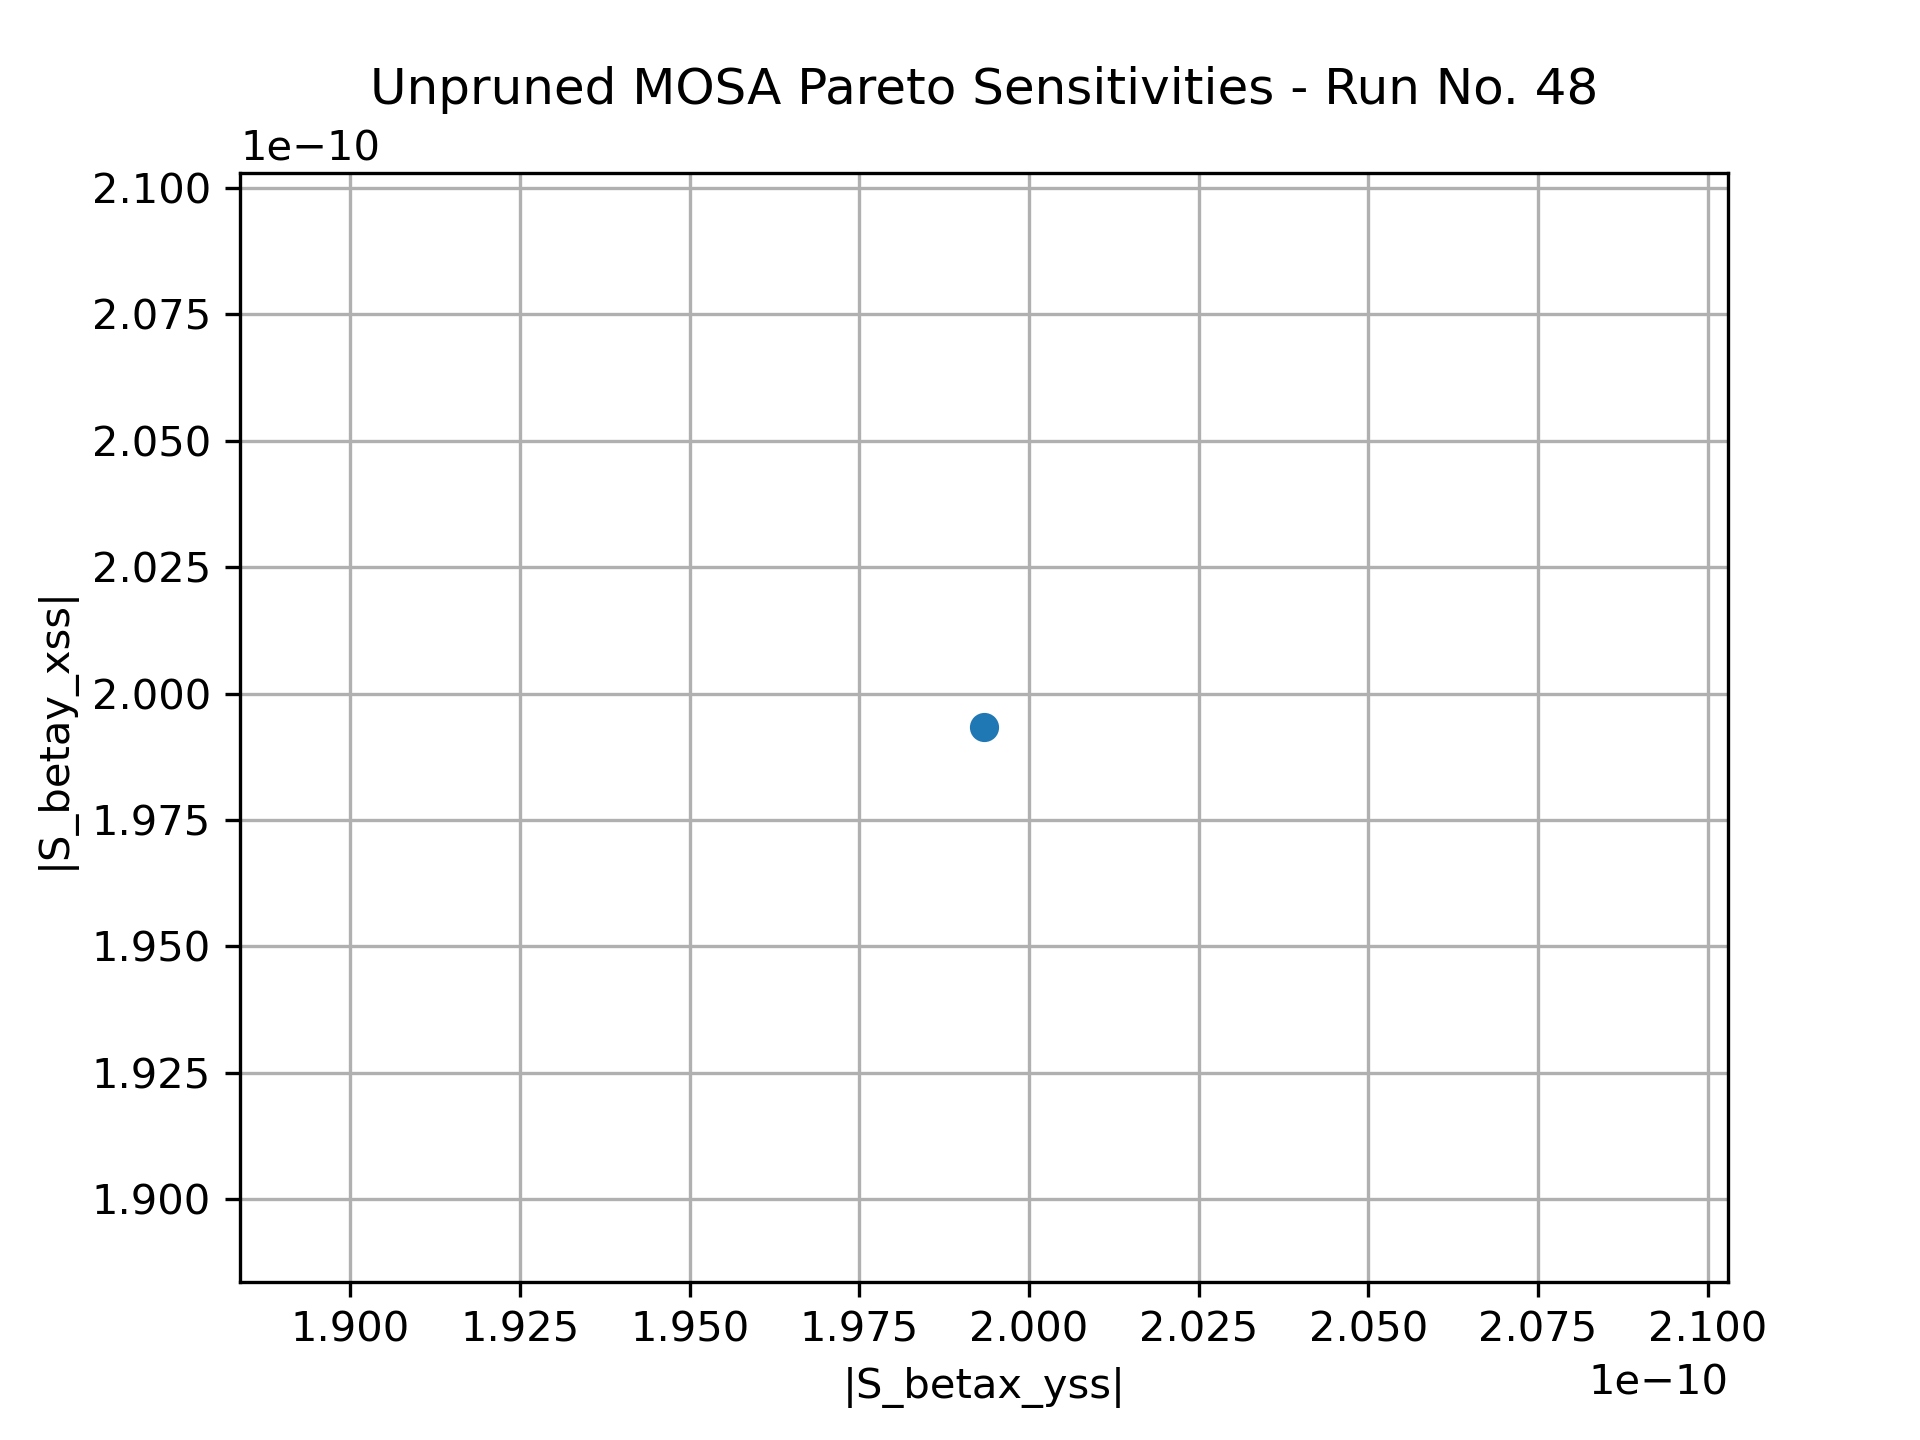 Unpruned MOSA Pareto Sensitivities - Run No. 48
1e−10
2.100
2.075
2.050
2.025
2.000
1.975
1.950
1.925
1.900
|S_betay_xss|
1.900 1.925 1.950 1.975 2.000 2.025 2.050 2.075 2.100
|S_betax_yss|
1e−10